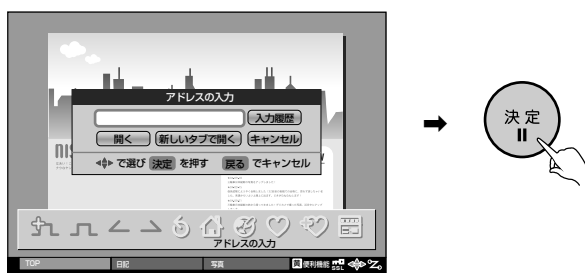 アドレスの入力
入力履歴
開く 新しいタブで開く キャンセル
で選び 決定 を押す 戻る でキャンセル
NIS
アドレスの入力
TOP 日記 写真 便利機能 SSL
決定